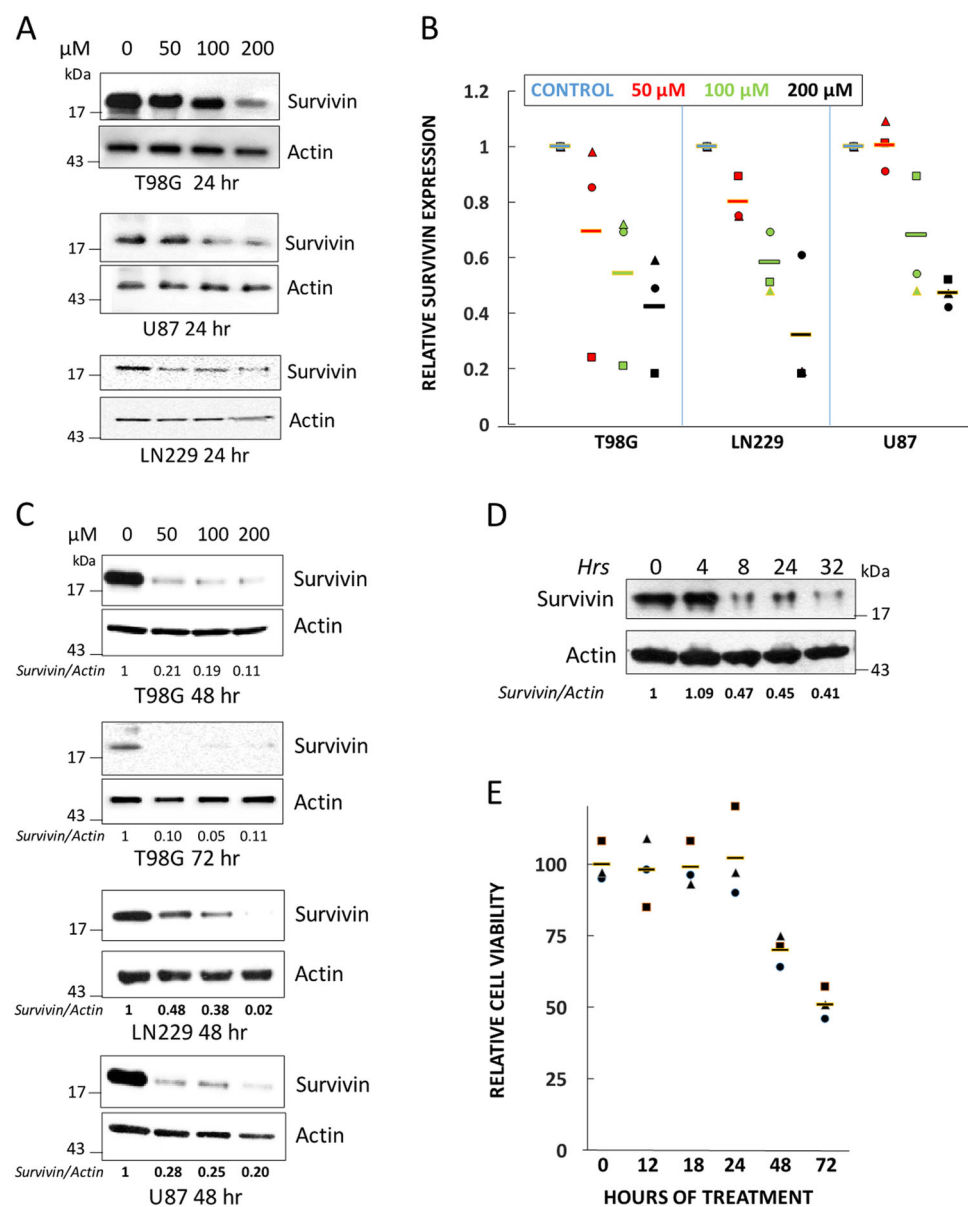 A
µM 0 50 100 200
kDa
17
Survivin
43
Actin
T98G 24 hr
17
Survivin
43
Actin
U87 24 hr
17
Survivin
43
Actin
LN229 24 hr
B
CONTROL 50 µM 100 µM 200 µM
RELATIVE SURVIVIN EXPRESSION
1.2
1
0.8
0.6
0.4
0.2
0
T98G LN229 U87
C
µM 0 50 100 200
kDa
17
Survivin
43
Actin
Survivin/Actin 1 0.21 0.19 0.11
T98G 48 hr
17
Survivin
43
Actin
Survivin/Actin 1 0.10 0.05 0.11
T98G 72 hr
17
Survivin
43
Actin
Survivin/Actin 1 0.48 0.38 0.02
LN229 48 hr
17
Survivin
43
Actin
Survivin/Actin 1 0.28 0.25 0.20
U87 48 hr
D
Hrs 0 4 8 24 32 kDa
Survivin
17
Actin
43
Survivin/Actin 1 1.09 0.47 0.45 0.41
E
RELATIVE CELL VIABILITY
100
75
50
25
0
0 12 18 24 48 72
HOURS OF TREATMENT